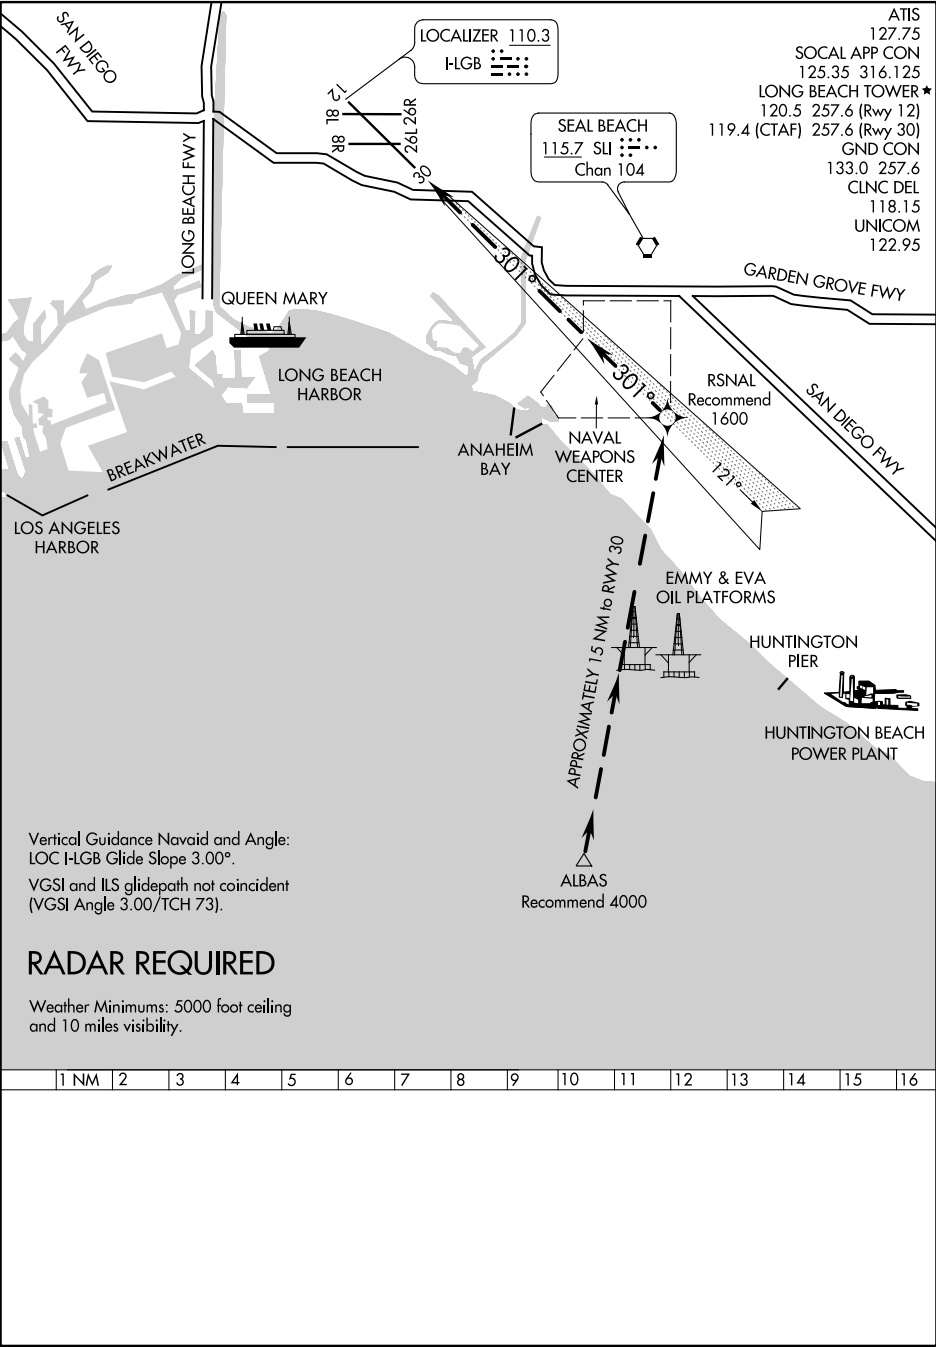 ATIS
127.75
SOCAL APP CON
125.35 316.125
LONG BEACH TOWER★
120.5 257.6 (Rwy 12)
119.4 (CTAF) 257.6 (Rwy 30)
GND CON
133.0 257.6
CLNC DEL
118.15
UNICOM
122.95
SAN DIEGO
FWY
LOCALIZER 110.3
I-LGB
12
8L
26R
8R
26L
30
SEAL BEACH
115.7 SLI
Chan 104
LONG BEACH FWY
301°
GARDEN GROVE FWY
QUEEN MARY
LONG BEACH
HARBOR
301°
RSNAL
Recommend
1600
SAN DIEGO FWY
BREAKWATER
ANAHEIM
BAY
NAVAL
WEAPONS
CENTER
121°
LOS ANGELES
HARBOR
APPROXIMATELY 15 NM to RWY 30
EMMY & EVA
OIL PLATFORMS
HUNTINGTON
PIER
HUNTINGTON BEACH
POWER PLANT
Vertical Guidance Navaid and Angle:
LOC I-LGB Glide Slope 3.00°.
VGSI and ILS glidepath not coincident
(VGSI Angle 3.00/TCH 73).
ALBAS
Recommend 4000
RADAR REQUIRED
Weather Minimums: 5000 foot ceiling
and 10 miles visibility.
1 NM 2 3 4 5 6 7 8 9 10 11 12 13 14 15 16